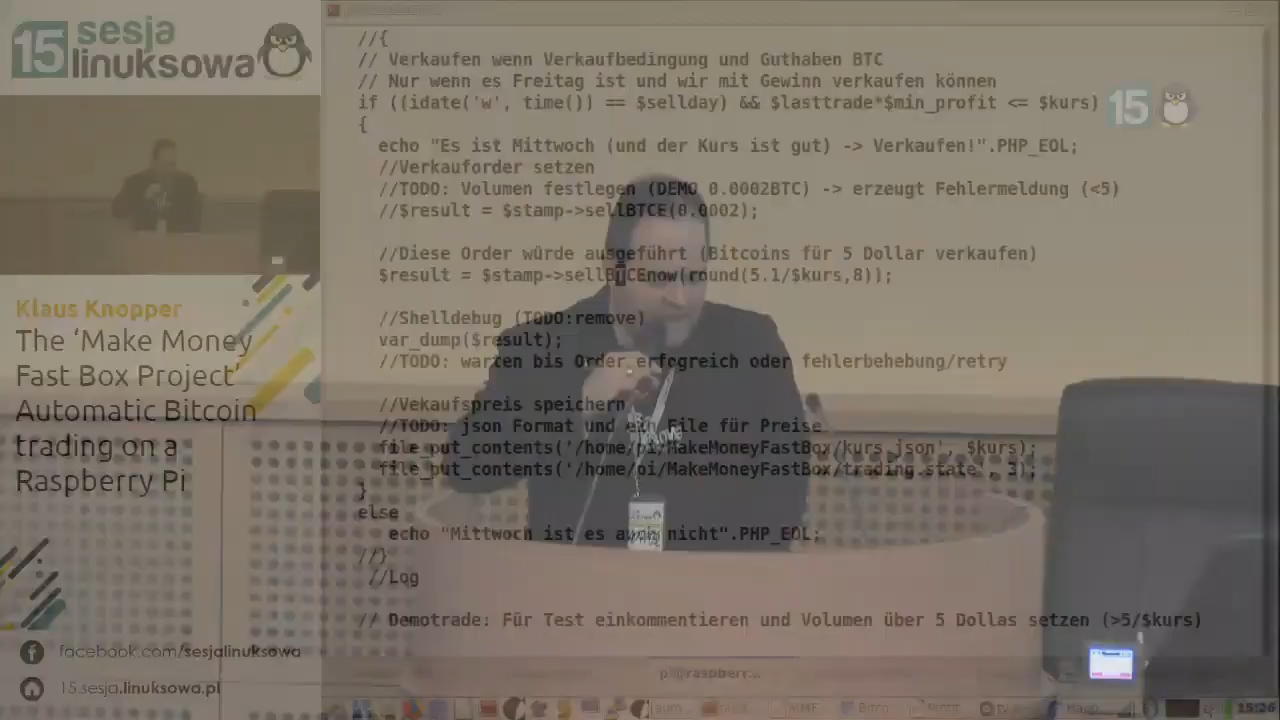 15 sesja
linuksowa
Klaus Knopper
The ‘Make Money
Fast Box Project’
Automatic Bitcoin
trading on a
Raspberry Pi
facebook.com/sesjalinuksowa
15.sesja.linuksowa.pl
//{
// Verkaufen wenn Verkaufbedingung und Guthaben BTC
// Nur wenn es Freitag ist und wir mit Gewinn verkaufen können
if ((idate('w', time()) == $sellday) && $lasttrade*$min_profit <= $kurs)
{
echo "Es ist Mittwoch (und der Kurs ist gut) -> Verkaufen!".PHP_EOL;
//Verkauforder setzen
//TODO: Volumen festlegen (DEMO 0.0002BTC) -> erzeugt Fehlermeldung (<5)
//$result = $stamp->sellBTCE(0.0002);
//Diese Order würde ausgeführt (Bitcoins für 5 Dollar verkaufen)
$result = $stamp->sellBTCEnow(round(5.1/$kurs,8));
//Shelldebug (TODO:remove)
var_dump($result);
//TODO: warten bis Order erfogreich oder fehlerbehebung/retry
//Vekaufspreis speichern
//TODO: json Format und ein File für Preise
file_put_contents('/home/pi/MakeMoneyFastBox/kurs.json', $kurs);
file_put_contents('/home/pi/MakeMoneyFastBox/trading.state', 3);
}
else
echo "Mittwoch ist es auch nicht".PHP_EOL;
//}
//Log
// Demotrade: Für Test einkommentieren und Volumen über 5 Dollas setzen (>5/$kurs)
15
pi@raspberr...
15:26